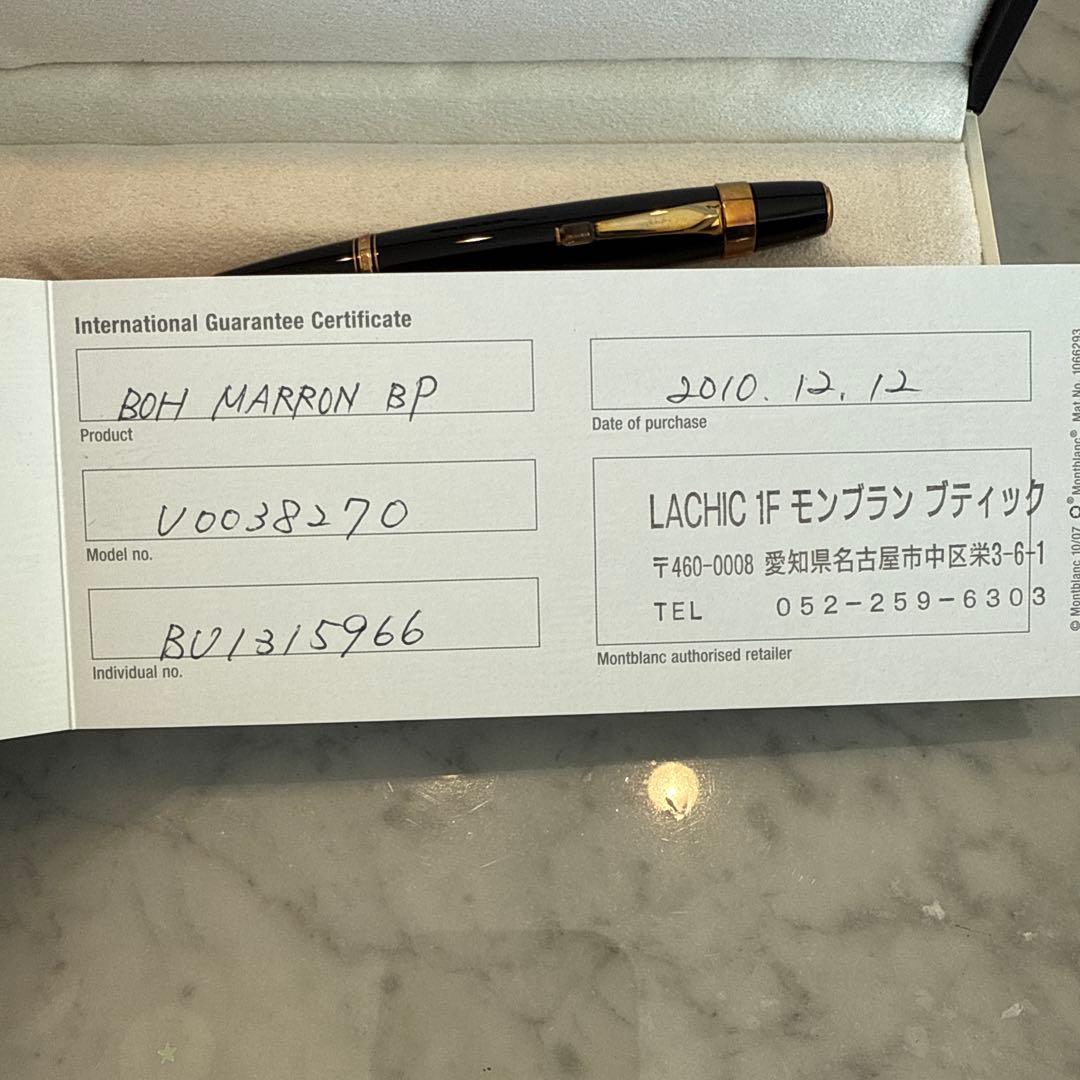 International Guarantee Certificate
BOH MARRON BP
Product
V0038270
Model no.
BU1315966
Individual no.
2010. 12. 12
Date of purchase
LACHIC 1F モンブラン ブティック
〒460-0008 愛知県名古屋市中区栄3-6-1
TEL 052-259-6303
Montblanc authorised retailer
© Montblanc 10/07 Montblanc® Mat No. 1066293